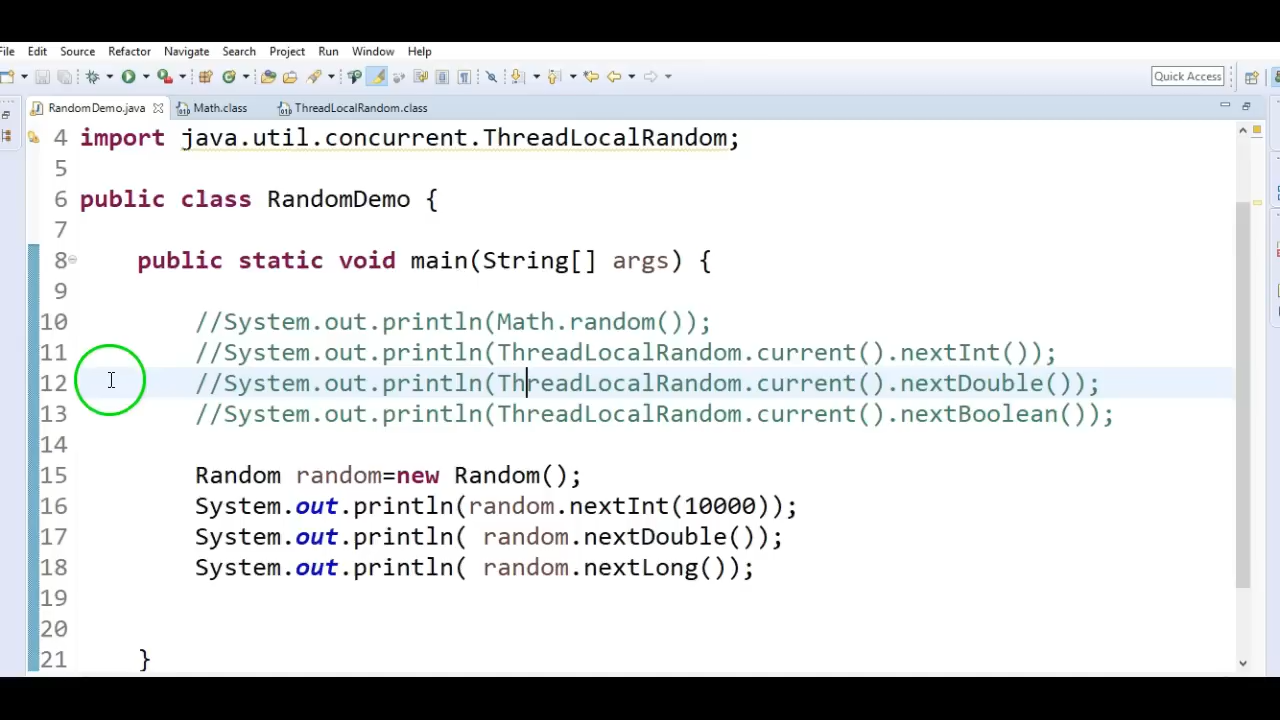 File Edit Source Refactor Navigate Search Project Run Window Help
Quick Access
RandomDemo.java Math.class ThreadLocalRandom.class
4 import java.util.concurrent.ThreadLocalRandom;
5
6 public class RandomDemo {
7
8 public static void main(String[] args) {
9
10 //System.out.println(Math.random());
11 //System.out.println(ThreadLocalRandom.current().nextInt());
12 //System.out.println(ThreadLocalRandom.current().nextDouble());
13 //System.out.println(ThreadLocalRandom.current().nextBoolean());
14
15 Random random=new Random();
16 System.out.println(random.nextInt(10000));
17 System.out.println( random.nextDouble());
18 System.out.println( random.nextLong());
19
20
21 }